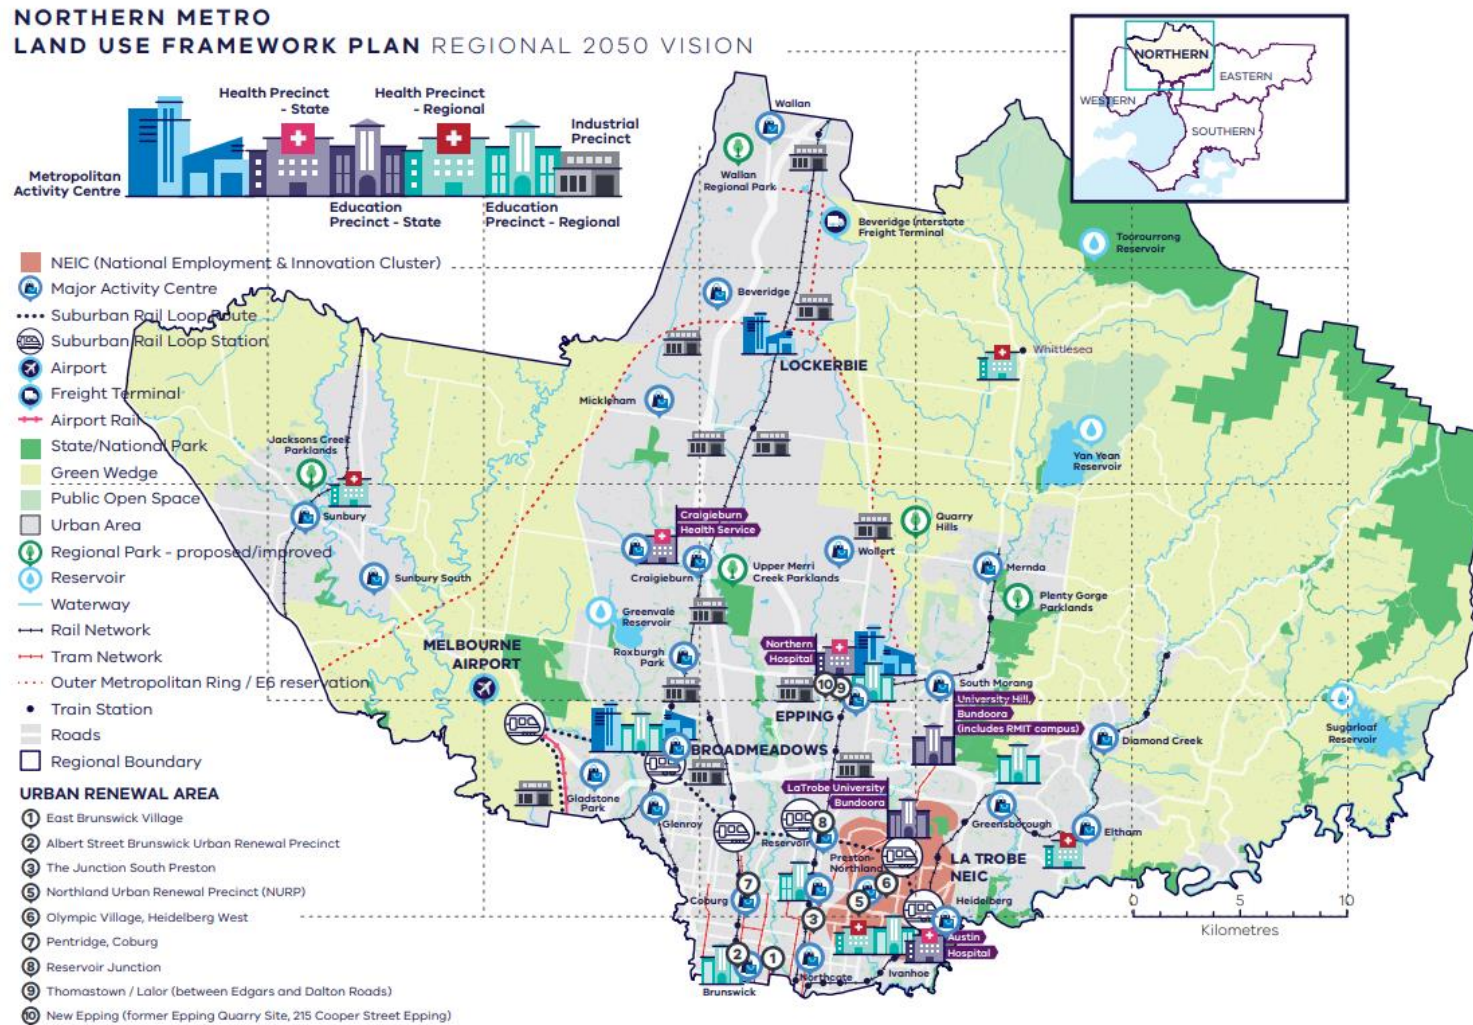 NORTHERN METRO
LAND USE FRAMEWORK PLAN REGIONAL 2050 VISION
Health Precinct
- State
Health Precinct
- Regional
Industrial
Precinct
Metropolitan
Activity Centre
Education
Precinct - State
Education
Precinct - Regional
NORTHERN
EASTERN
WESTERN
SOUTHERN
NEIC (National Employment & Innovation Cluster)
Major Activity Centre
Suburban Rail Loop Route
Suburban Rail Loop Station
Airport
Freight Terminal
Airport Rail
State/National Park
Green Wedge
Public Open Space
Urban Area
Regional Park - proposed/improved
Reservoir
Waterway
Rail Network
Tram Network
Outer Metropolitan Ring / E6 reservation
Train Station
Roads
Regional Boundary
URBAN RENEWAL AREA
1 East Brunswick Village
2 Albert Street Brunswick Urban Renewal Precinct
3 The Junction South Preston
5 Northland Urban Renewal Precinct (NURP)
6 Olympic Village, Heidelberg West
7 Pentridge, Coburg
8 Reservoir Junction
9 Thomastown / Lalor (between Edgars and Dalton Roads)
10 New Epping (former Epping Quarry Site, 215 Cooper Street Epping)
Wallan
Wallan
Regional Park
Beveridge Interstate
Freight Terminal
Toorourrong
Reservoir
Beveridge
LOCKERBIE
Whittlesea
Mickleham
Jacksons Creek
Parklands
Yan Yean
Reservoir
Sunbury
Craigieburn
Health Service
Quarry
Hills
Wollert
Craigieburn
Upper Merri
Creek Parklands
Mernda
Sunbury South
Plenty Gorge
Parklands
Greenvale
Reservoir
MELBOURNE
AIRPORT
Roxburgh
Park
Northern
Hospital
10
9
South Morang
EPPING
University Hill,
Bundoora
(includes RMIT campus)
Sugarloaf
Reservoir
BROADMEADOWS
Diamond Creek
Gladstone
Park
LaTrobe University
Bundoora
Glenroy
8
Reservoir
Greensborough
Eltham
Preston-
Northland
LA TROBE
NEIC
7
6
Coburg
5
Heidelberg
3
0
5
10
Kilometres
Austin
Hospital
2
1
Northcote
Ivanhoe
Brunswick